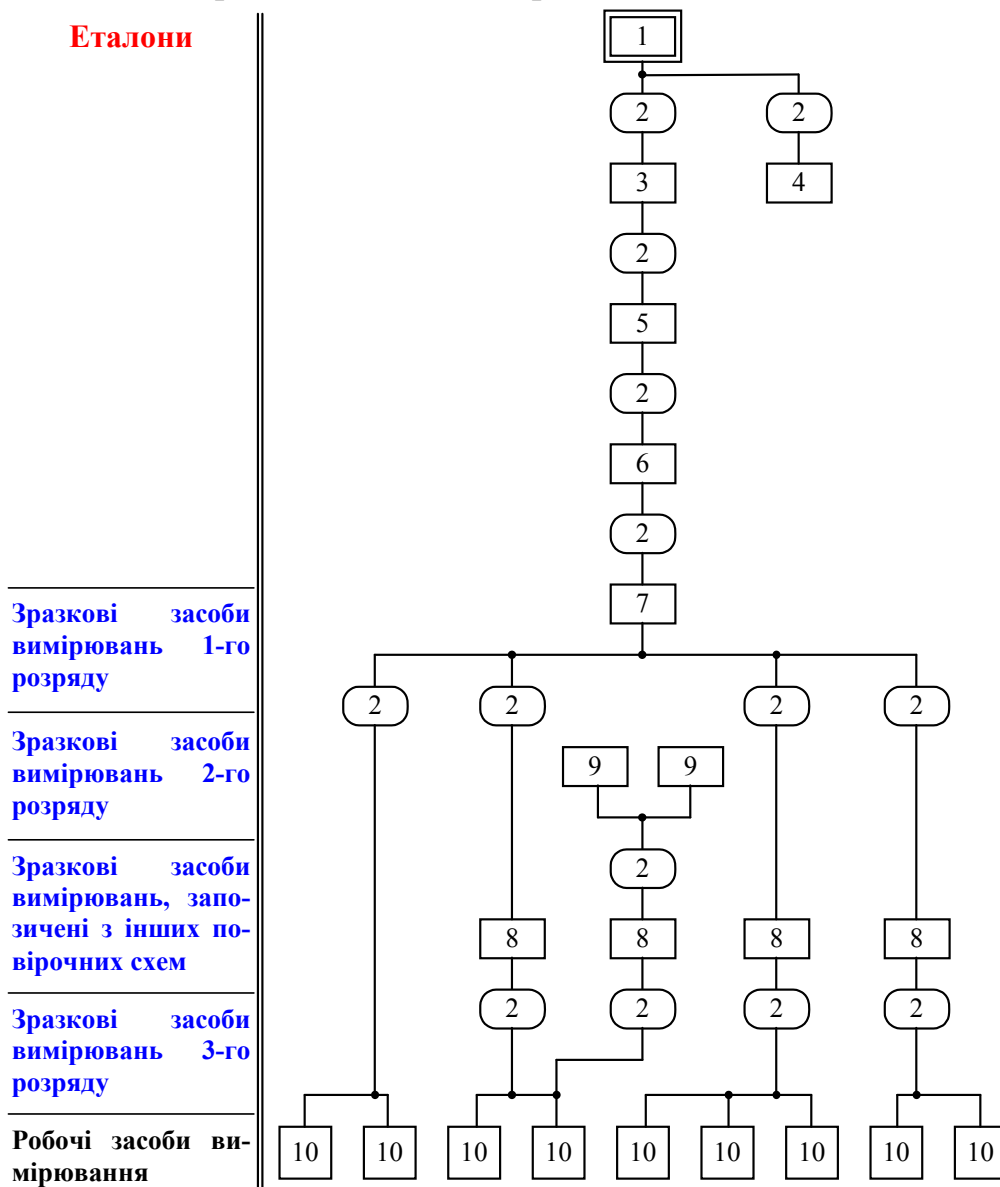 Еталони
1
2 2
3 4
2
5
2
6
2
7
Зразкові засоби
вимірювань 1-го
розряду
2 2 2 2
Зразкові засоби
вимірювань 2-го
розряду
9 9
2
Зразкові засоби
вимірювань, запо-
зичені з інших по-
вірочних схем
8 8 8 8
2 2 2 2
Зразкові засоби
вимірювань 3-го
розряду
Робочі засоби ви-
мірювання
10 10 10 10 10 10 10 10 10